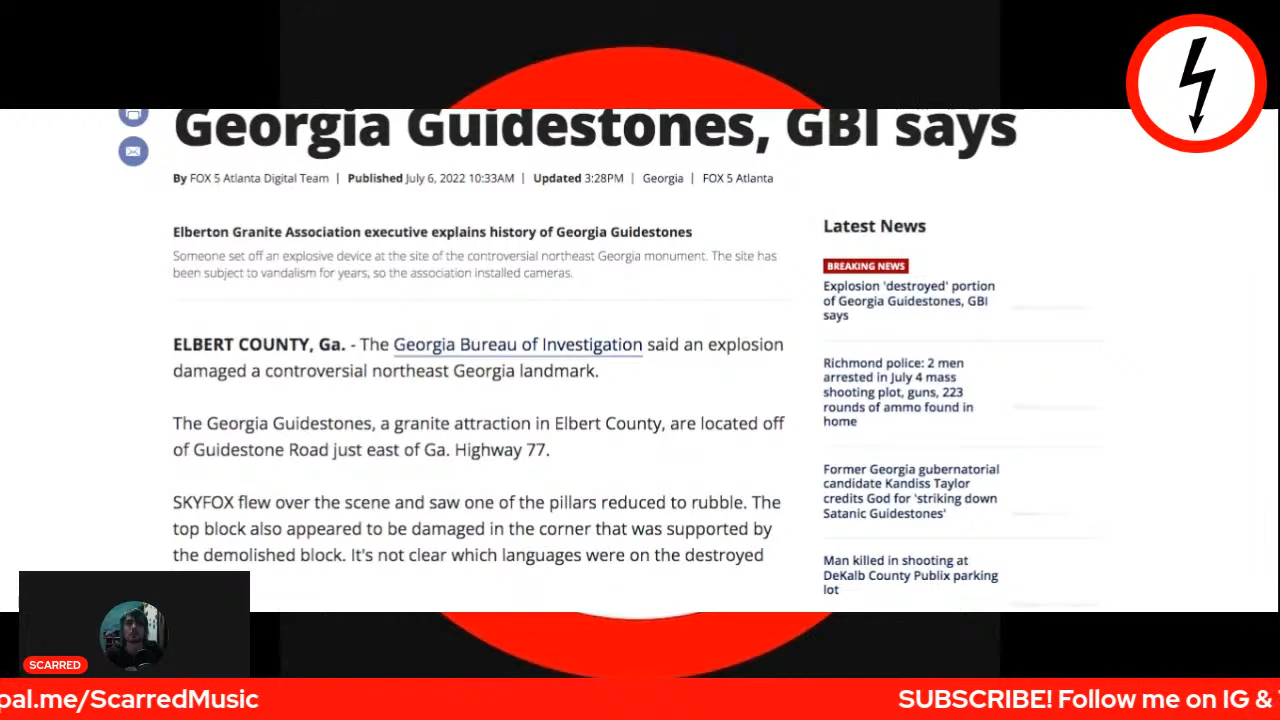 Georgia Guidestones, GBI says
By FOX 5 Atlanta Digital Team | Published July 6, 2022 10:33AM | Updated 3:28PM | Georgia | FOX 5 Atlanta
Elberton Granite Association executive explains history of Georgia Guidestones
Someone set off an explosive device at the site of the controversial northeast Georgia monument. The site has
been subject to vandalism for years, so the association installed cameras.
ELBERT COUNTY, Ga. - The Georgia Bureau of Investigation said an explosion
damaged a controversial northeast Georgia landmark.
The Georgia Guidestones, a granite attraction in Elbert County, are located off
of Guidestone Road just east of Ga. Highway 77.
SKYFOX flew over the scene and saw one of the pillars reduced to rubble. The
top block also appeared to be damaged in the corner that was supported by
the demolished block. It's not clear which languages were on the destroyed
Latest News
BREAKING NEWS
Explosion 'destroyed' portion
of Georgia Guidestones, GBI
says
Richmond police: 2 men
arrested in July 4 mass
shooting plot, guns, 223
rounds of ammo found in
home
Former Georgia gubernatorial
candidate Kandiss Taylor
credits God for 'striking down
Satanic Guidestones'
Man killed in shooting at
DeKalb County Publix parking
lot
SCARRED
pal.me/ScarredMusic
SUBSCRIBE! Follow me on IG &